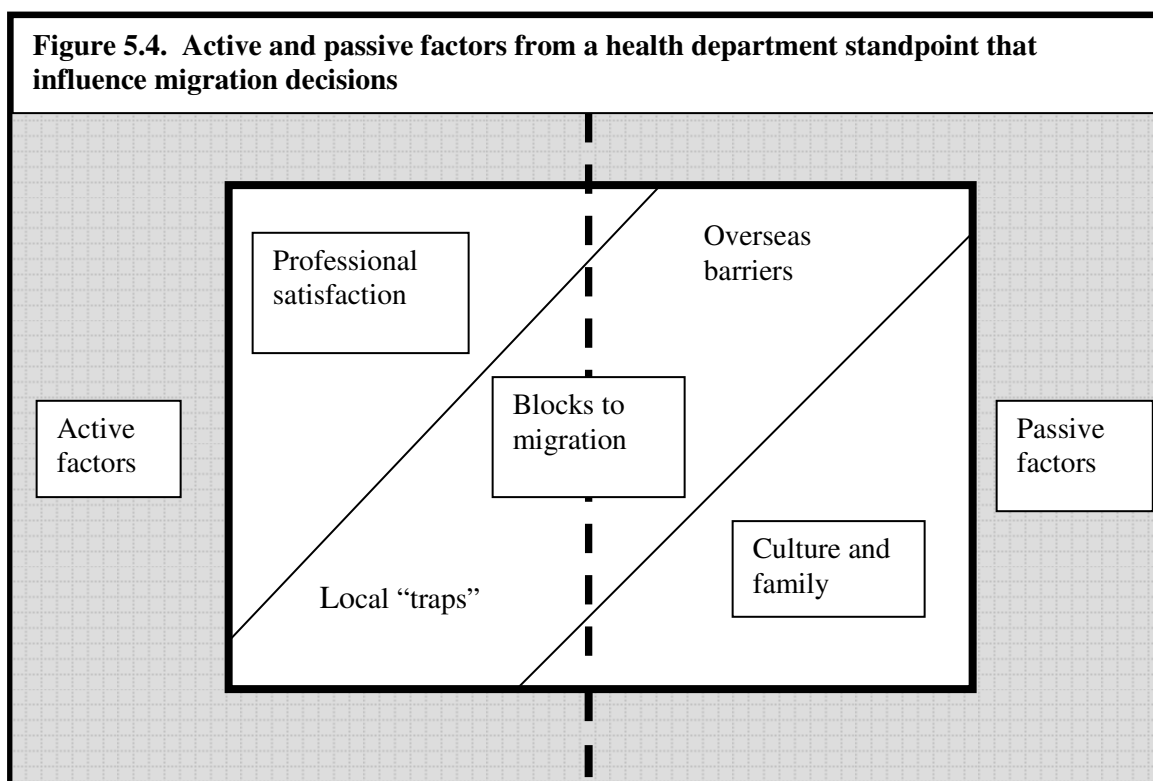 Figure 5.4. Active and passive factors from a health department standpoint that
influence migration decisions
Professional
satisfaction
Overseas
barriers
Active
factors
Blocks to
migration
Passive
factors
Culture and
family
Local “traps”